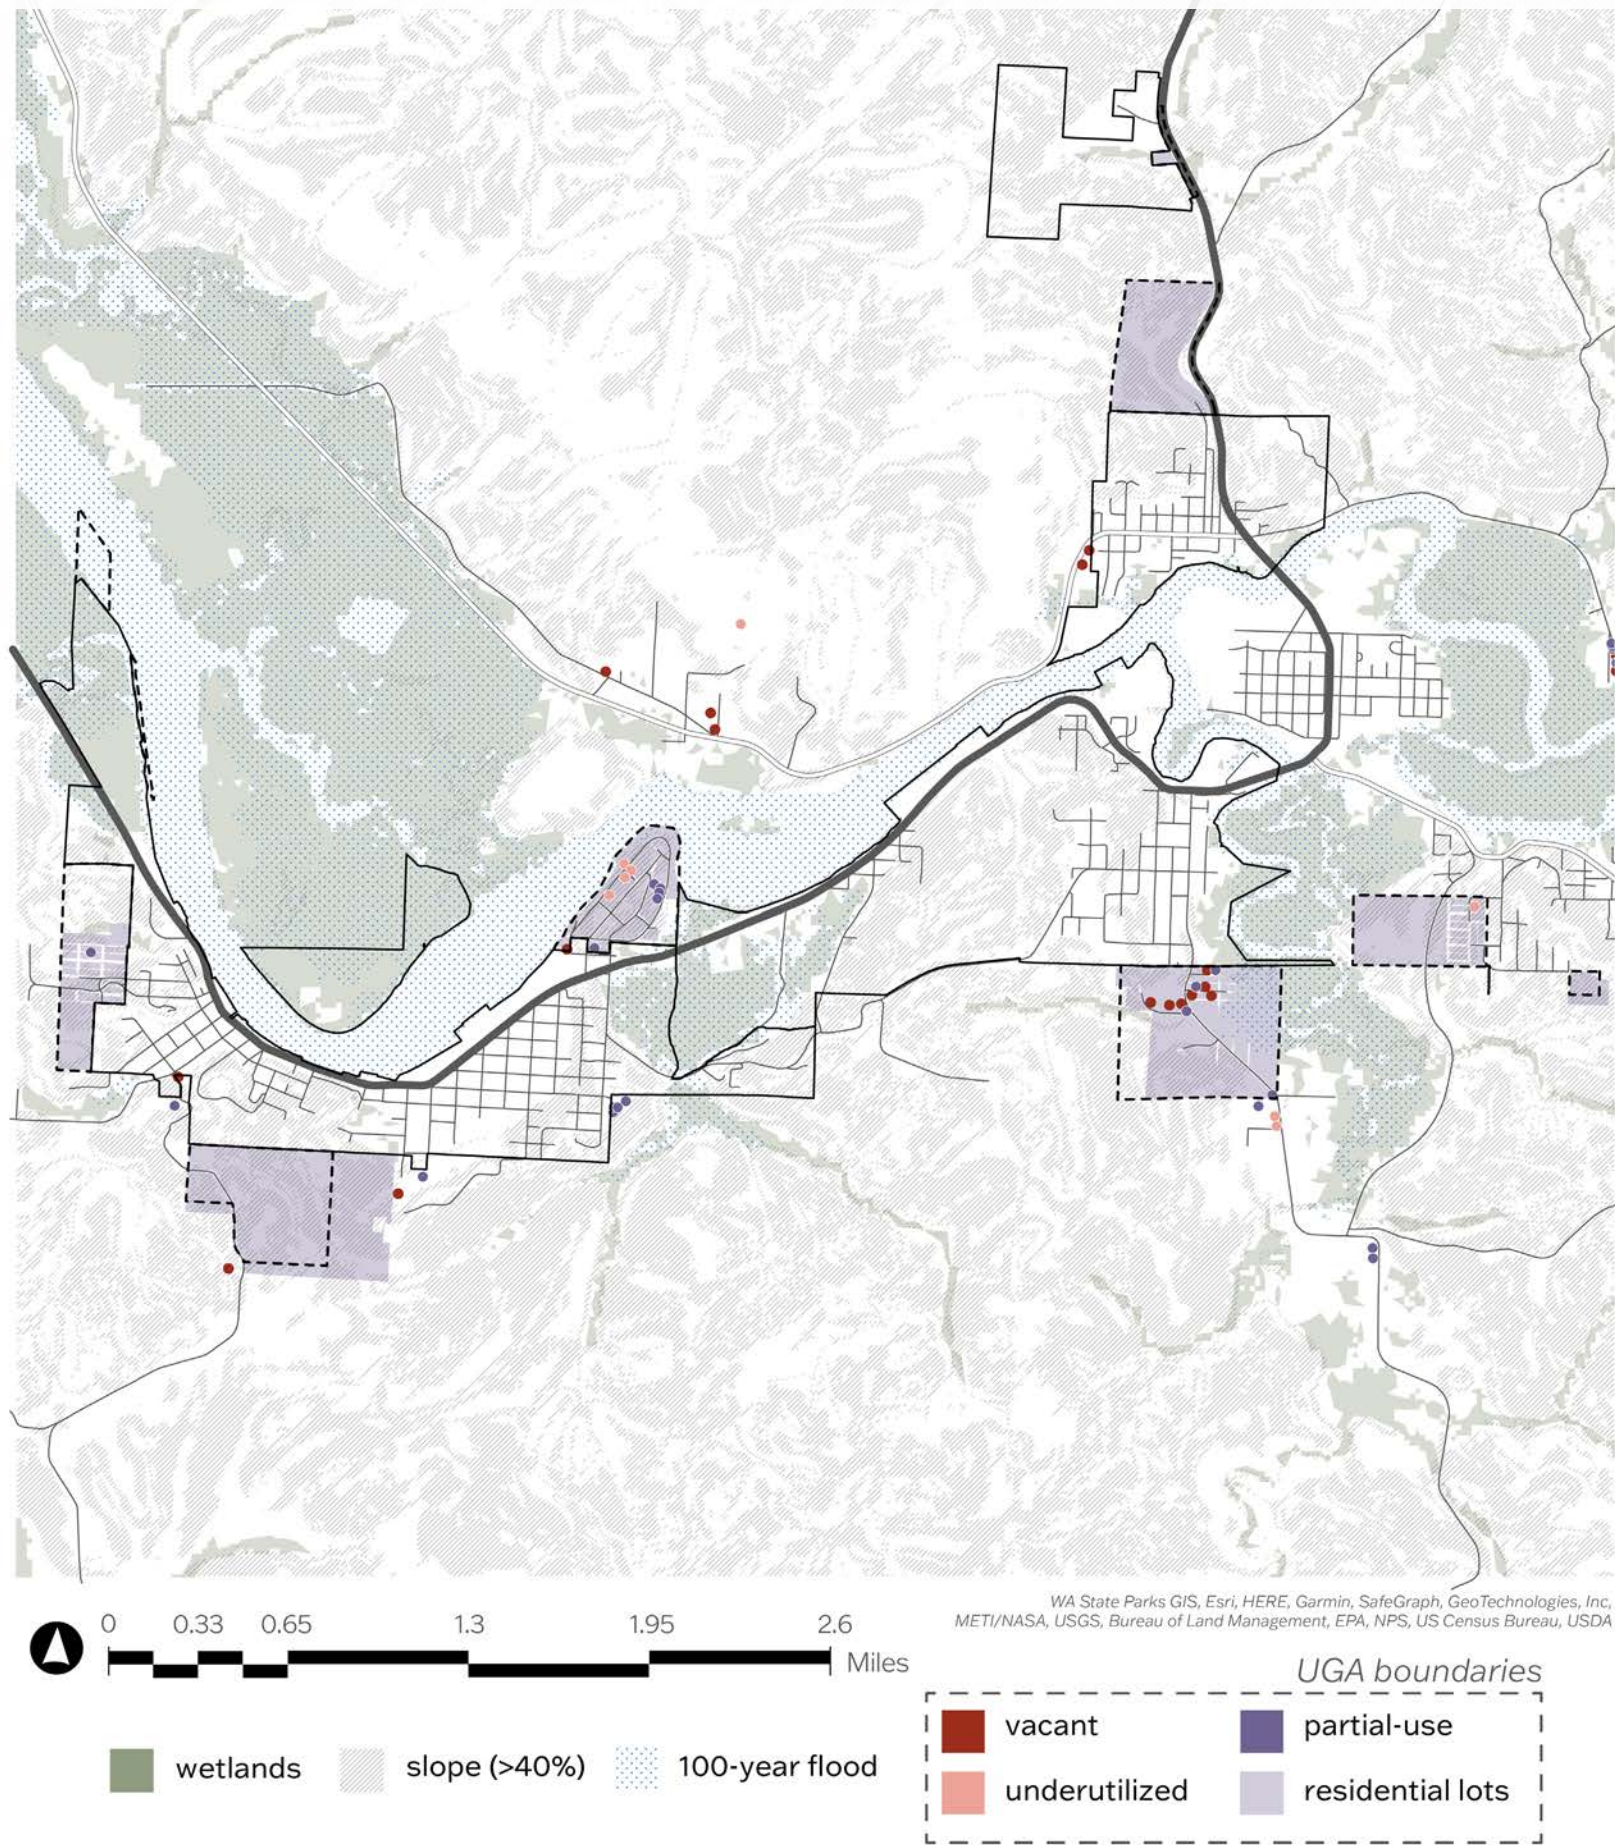 WA State Parks GIS, Esri, HERE, Garmin, SafeGraph, GeoTechnologies, Inc,
METI/NASA, USGS, Bureau of Land Management, EPA, NPS, US Census Bureau, USDA
0 0.33 0.65 1.3 1.95 2.6
Miles
UGA boundaries
vacant partial-use
wetlands slope (>40%) 100-year flood
underutilized residential lots